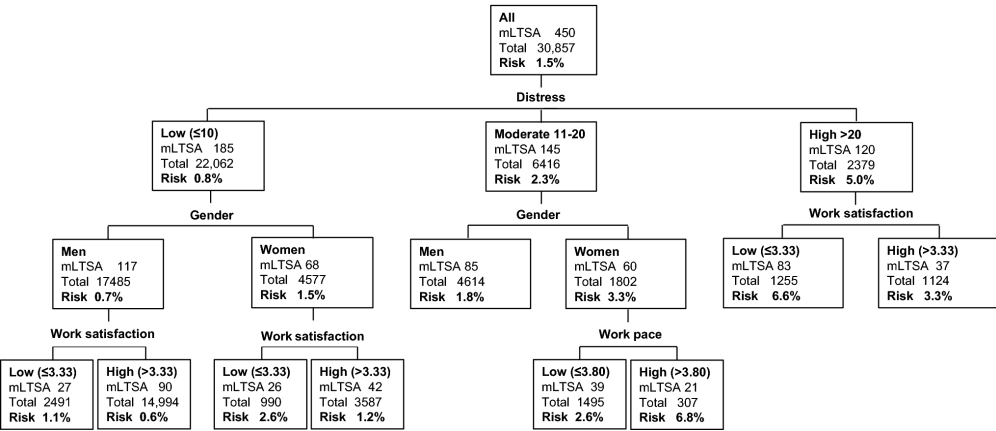 All
mLTSA 450
Total 30,857
Risk 1.5%
Distress
Low (≤10)
mLTSA 185
Total 22,062
Risk 0.8%
Moderate 11-20
mLTSA 145
Total 6416
Risk 2.3%
High >20
mLTSA 120
Total 2379
Risk 5.0%
Gender
Gender
Work satisfaction
Men
mLTSA 117
Total 17485
Risk 0.7%
Women
mLTSA 68
Total 4577
Risk 1.5%
Men
mLTSA 85
Total 4614
Risk 1.8%
Women
mLTSA 60
Total 1802
Risk 3.3%
Low (≤3.33)
mLTSA 83
Total 1255
Risk 6.6%
High (>3.33)
mLTSA 37
Total 1124
Risk 3.3%
Work satisfaction
Work satisfaction
Work pace
Low (≤3.33)
mLTSA 27
Total 2491
Risk 1.1%
High (>3.33)
mLTSA 90
Total 14,994
Risk 0.6%
Low (≤3.33)
mLTSA 26
Total 990
Risk 2.6%
High (>3.33)
mLTSA 42
Total 3587
Risk 1.2%
Low (≤3.80)
mLTSA 39
Total 1495
Risk 2.6%
High (>3.80)
mLTSA 21
Total 307
Risk 6.8%